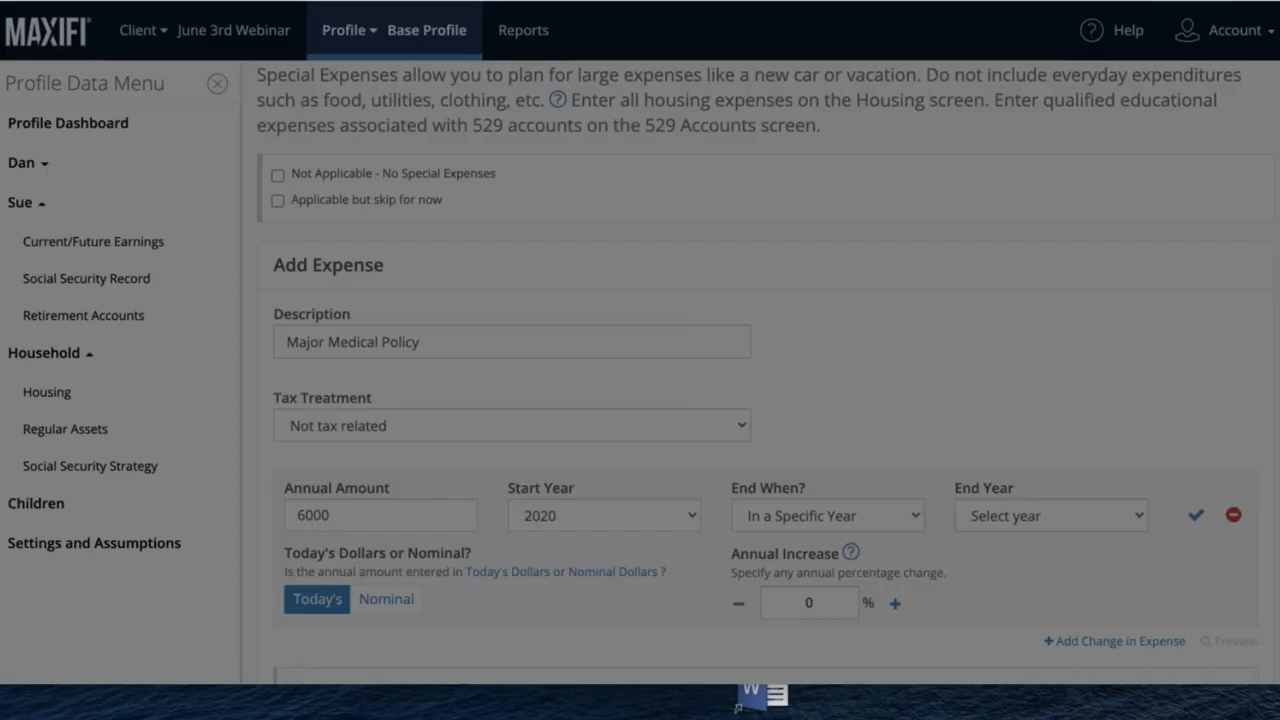 MAXIFI® Client June 3rd Webinar Profile Base Profile Reports Help Account
Profile Data Menu
Profile Dashboard
Dan
Sue
Current/Future Earnings
Social Security Record
Retirement Accounts
Household
Housing
Regular Assets
Social Security Strategy
Children
Settings and Assumptions
Special Expenses allow you to plan for large expenses like a new car or vacation. Do not include everyday expenditures
such as food, utilities, clothing, etc. ? Enter all housing expenses on the Housing screen. Enter qualified educational
expenses associated with 529 accounts on the 529 Accounts screen.
Not Applicable - No Special Expenses
Applicable but skip for now
Add Expense
Description
Major Medical Policy
Tax Treatment
Not tax related
Annual Amount Start Year End When? End Year
6000 2020 In a Specific Year Select year
Today's Dollars or Nominal? Annual Increase ?
Is the annual amount entered in Today's Dollars or Nominal Dollars ? Specify any annual percentage change.
Today's Nominal − 0 % +
+ Add Change in Expense Preview
W